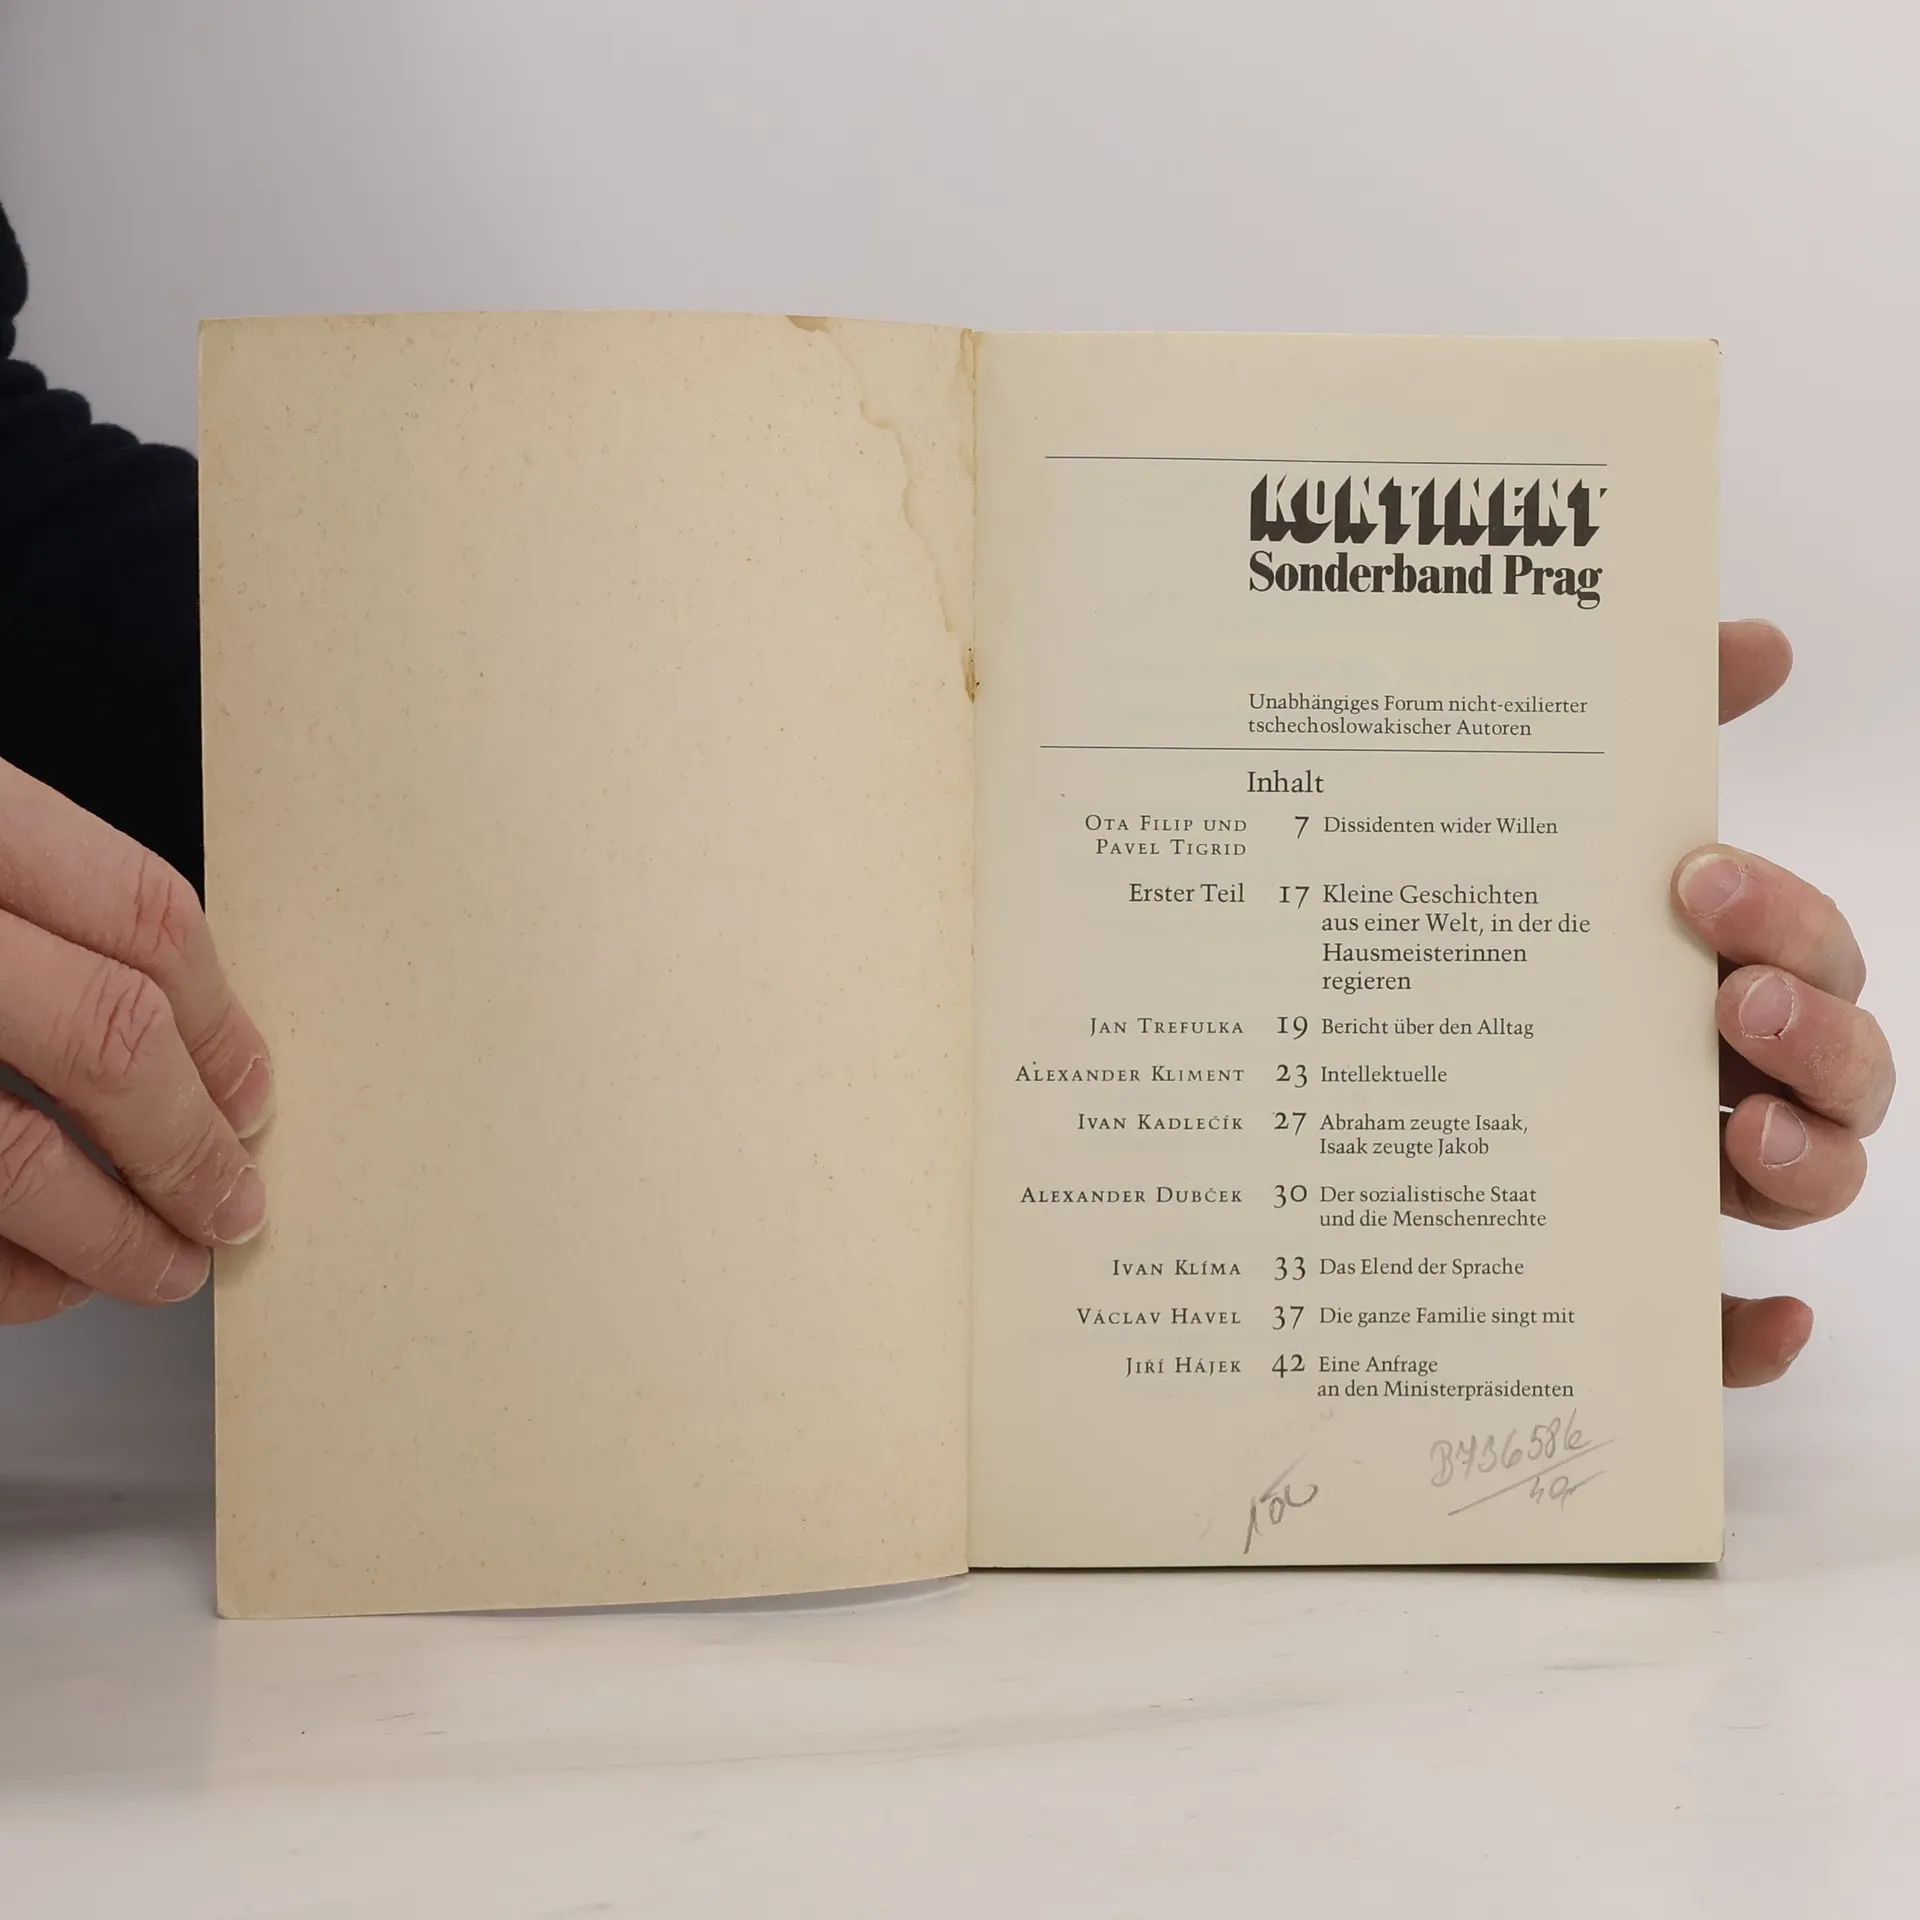 KONTINENT
Sonderband Prag
Unabhängiges Forum nicht-exilierter
tschechoslowakischer Autoren
Inhalt
OTA FILIP UND 7 Dissidenten wider Willen
PAVEL TIGRID
Erster Teil 17 Kleine Geschichten
aus einer Welt, in der die
Hausmeisterinnen
regieren
JAN TREFULKA 19 Bericht über den Alltag
ALEXANDER KLIMENT 23 Intellektuelle
IVAN KADLEČÍK 27 Abraham zeugte Isaak,
Isaak zeugte Jakob
ALEXANDER DUBČEK 30 Der sozialistische Staat
und die Menschenrechte
IVAN KLÍMA 33 Das Elend der Sprache
VÁCLAV HAVEL 37 Die ganze Familie singt mit
JIŘÍ HÁJEK 42 Eine Anfrage
an den Ministerpräsidenten